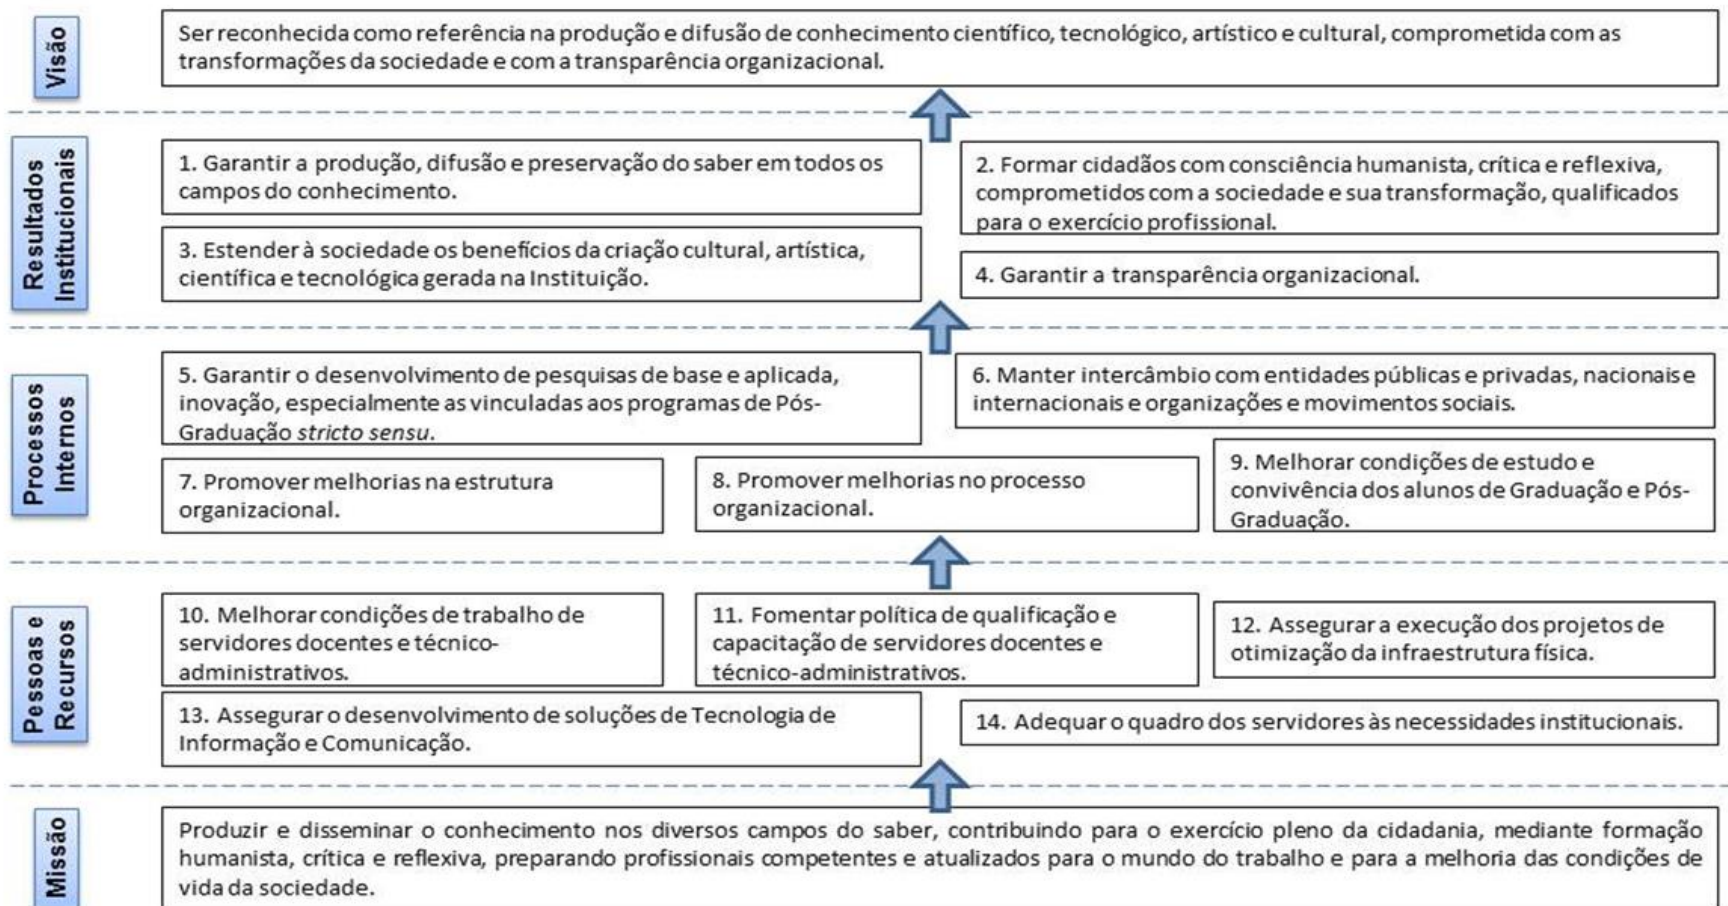 Visão
Ser reconhecida como referência na produção e difusão de conhecimento científico, tecnológico, artístico e cultural, comprometida com as
transformações da sociedade e com a transparência organizacional.
Resultados
Institucionais
1. Garantir a produção, difusão e preservação do saber em todos os
campos do conhecimento.
2. Formar cidadãos com consciência humanista, crítica e reflexiva,
comprometidos com a sociedade e sua transformação, qualificados
para o exercício profissional.
3. Estender à sociedade os benefícios da criação cultural, artística,
científica e tecnológica gerada na Instituição.
4. Garantir a transparência organizacional.
Processos
Internos
5. Garantir o desenvolvimento de pesquisas de base e aplicada,
inovação, especialmente as vinculadas aos programas de Pós-
Graduação stricto sensu.
6. Manter intercâmbio com entidades públicas e privadas, nacionais e
internacionais e organizações e movimentos sociais.
7. Promover melhorias na estrutura
organizacional.
8. Promover melhorias no processo
organizacional.
9. Melhorar condições de estudo e
convivência dos alunos de Graduação e Pós-
Graduação.
Pessoas e
Recursos
10. Melhorar condições de trabalho de
servidores docentes e técnico-
administrativos.
11. Fomentar política de qualificação e
capacitação de servidores docentes e
técnico-administrativos.
12. Assegurar a execução dos projetos de
otimização da infraestrutura física.
13. Assegurar o desenvolvimento de soluções de Tecnologia de
Informação e Comunicação.
14. Adequar o quadro dos servidores às necessidades institucionais.
Missão
Produzir e disseminar o conhecimento nos diversos campos do saber, contribuindo para o exercício pleno da cidadania, mediante formação
humanista, crítica e reflexiva, preparando profissionais competentes e atualizados para o mundo do trabalho e para a melhoria das condições de
vida da sociedade.